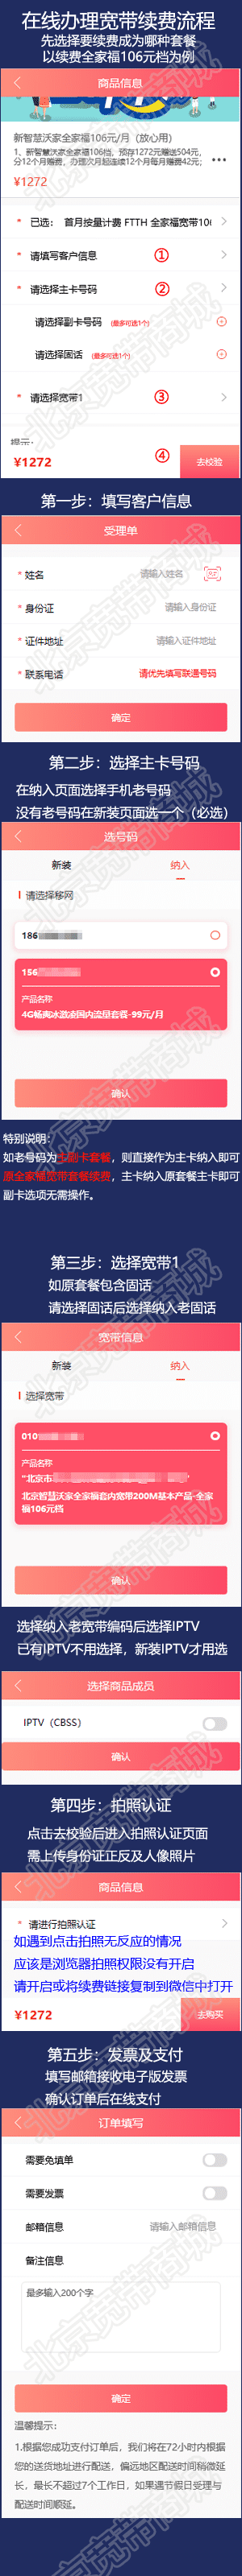 在线办理宽带续费流程
先选择要续费成为哪种套餐
以续费全家福106元档为例
商品信息
新智慧沃家全家福106元/月（放心用）
1、新智慧沃家全家福106档，预存1272元赠送504元，
分12个月赠费，办理次月起连续12个月每月赠费42元；
¥1272
* 已选： 首月按量计费 FTTH 全家福宽带10
* 请填写客户信息 ①
* 请选择主卡号码 ②
请选择副卡号码 (最多可选1个)
请选择固话 (最多可选1个)
* 请选择宽带1 ③
提示：
¥1272 ④ 去校验
第一步：填写客户信息
受理单
* 姓名 请输入姓名
* 身份证 请输入身份证
* 证件地址 请输入证件地址
* 联系电话 请优先填写联通号码
确定
第二步：选择主卡号码
在纳入页面选择手机老号码
没有老号码在新装页面选一个（必选）
选号码
新装 纳入
请选择移网
186
156
产品名称
4G畅爽冰激凌国内流量套餐-99元/月
确认
特别说明：
如老号码为主副卡套餐，则直接作为主卡纳入即可
原全家福宽带套餐续费，主卡纳入原套餐主卡即可
副卡选项无需操作。
第三步：选择宽带1
如原套餐包含固话
请选择固话后选择纳入老固话
宽带信息
新装 纳入
选择宽带
010
产品名称
"北京市
北京智慧沃家全家福套内宽带200M基本产品-全家
福106元档
确认
选择纳入老宽带编码后选择IPTV
已有IPTV不用选择，新装IPTV才用选
选择商品成员
IPTV（CBSS）
确认
第四步：拍照认证
点击去校验后进入拍照认证页面
需上传身份证正反及人像照片
商品信息
* 请进行拍照认证
如遇到点击拍照无反应的情况
应该是浏览器拍照权限没有开启
请开启或将续费链接复制到微信中打开
¥1272 去购买
第五步：发票及支付
填写邮箱接收电子版发票
确认订单后在线支付
订单填写
需要免填单
需要发票
邮箱信息 请输入邮箱信息
备注信息
最多输入200个字
确定
温馨提示：
1.根据您成功支付订单后，我们将在72小时内根据
您的送货地址进行配送，偏远地区配送时间稍微延
长，最长不超过7个工作日，如果遇节假日受理与
配送时间顺延。
北京宽带商城